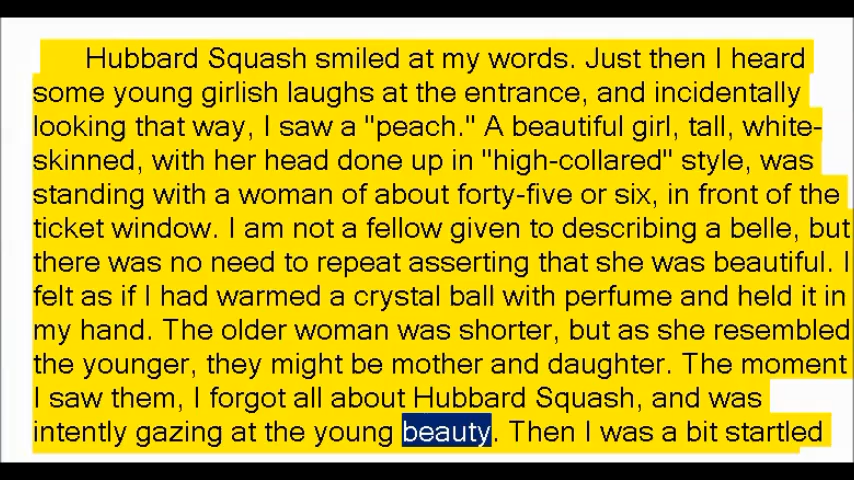 Hubbard Squash smiled at my words. Just then I heard
some young girlish laughs at the entrance, and incidentally
looking that way, I saw a "peach." A beautiful girl, tall, white-
skinned, with her head done up in "high-collared" style, was
standing with a woman of about forty-five or six, in front of the
ticket window. I am not a fellow given to describing a belle, but
there was no need to repeat asserting that she was beautiful. I
felt as if I had warmed a crystal ball with perfume and held it in
my hand. The older woman was shorter, but as she resembled
the younger, they might be mother and daughter. The moment
I saw them, I forgot all about Hubbard Squash, and was
intently gazing at the young beauty. Then I was a bit startled